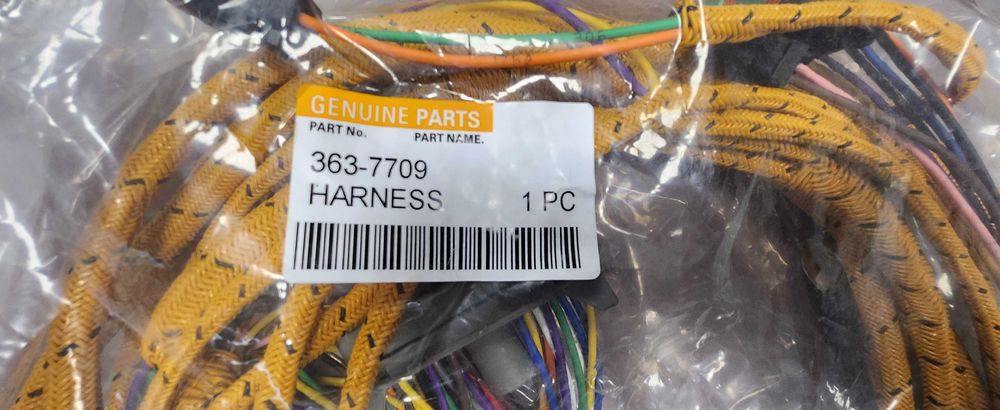 GENUINE PARTS
PART No. PART NAME.
363-7709
HARNESS 1 PC